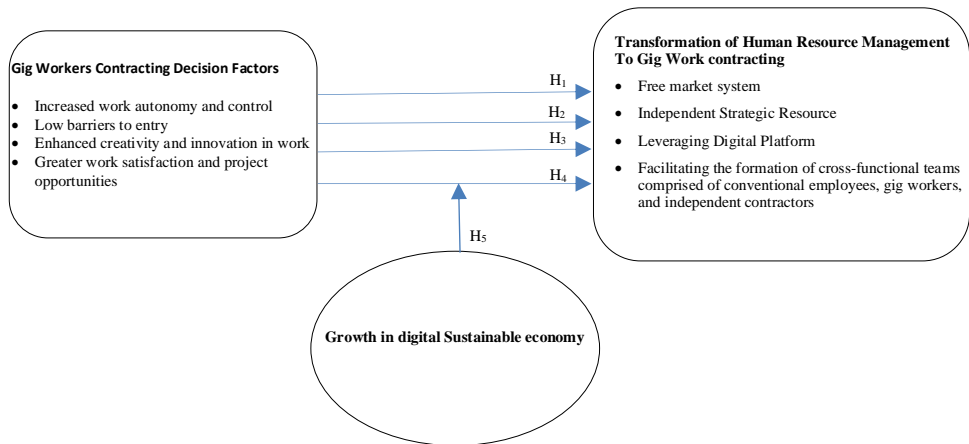 Gig Workers Contracting Decision Factors
• Increased work autonomy and control
• Low barriers to entry
• Enhanced creativity and innovation in work
• Greater work satisfaction and project
opportunities
H₁
H₂
H₃
H₄
H₅
Transformation of Human Resource Management
To Gig Work contracting
• Free market system
• Independent Strategic Resource
• Leveraging Digital Platform
• Facilitating the formation of cross-functional teams
comprised of conventional employees, gig workers,
and independent contractors
Growth in digital Sustainable economy